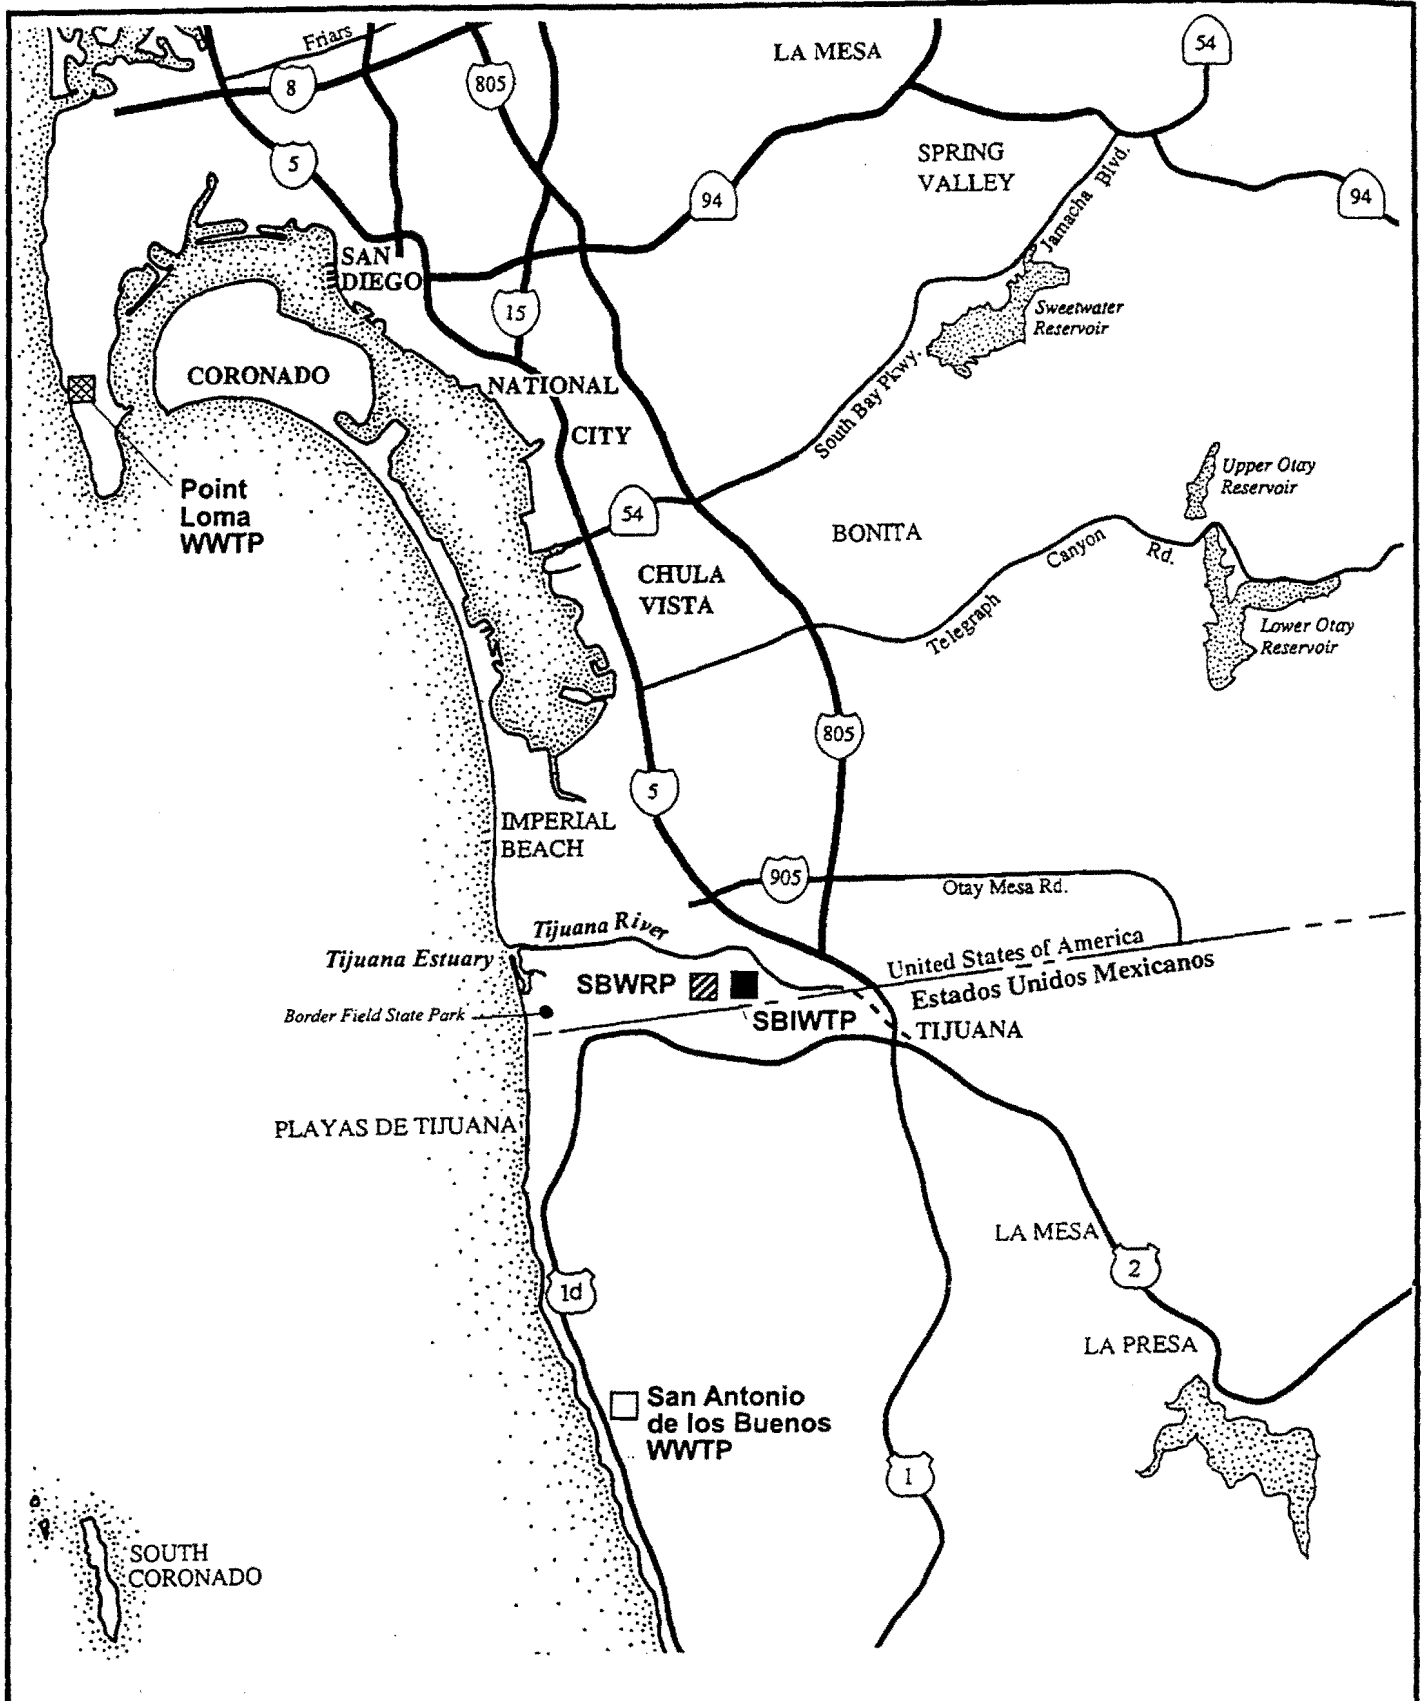 Friars
8
805
LA MESA
54
5
SPRING
VALLEY
Jamacha Blvd.
94
94
SAN
DIEGO
15
Sweetwater
Reservoir
CORONADO
NATIONAL
CITY
South Bay Pkwy.
Point
Loma
WWTP
Upper Otay
Reservoir
54
BONITA
Canyon
Rd.
CHULA
VISTA
Telegraph
Lower Otay
Reservoir
805
5
IMPERIAL
BEACH
905
Otay Mesa Rd.
Tijuana River
United States of America
Tijuana Estuary
Estados Unidos Mexicanos
SBWRP
Border Field State Park
SBIWTP
TIJUANA
PLAYAS DE TIJUANA
LA MESA
2
1d
LA PRESA
San Antonio
de los Buenos
WWTP
1
SOUTH
CORONADO